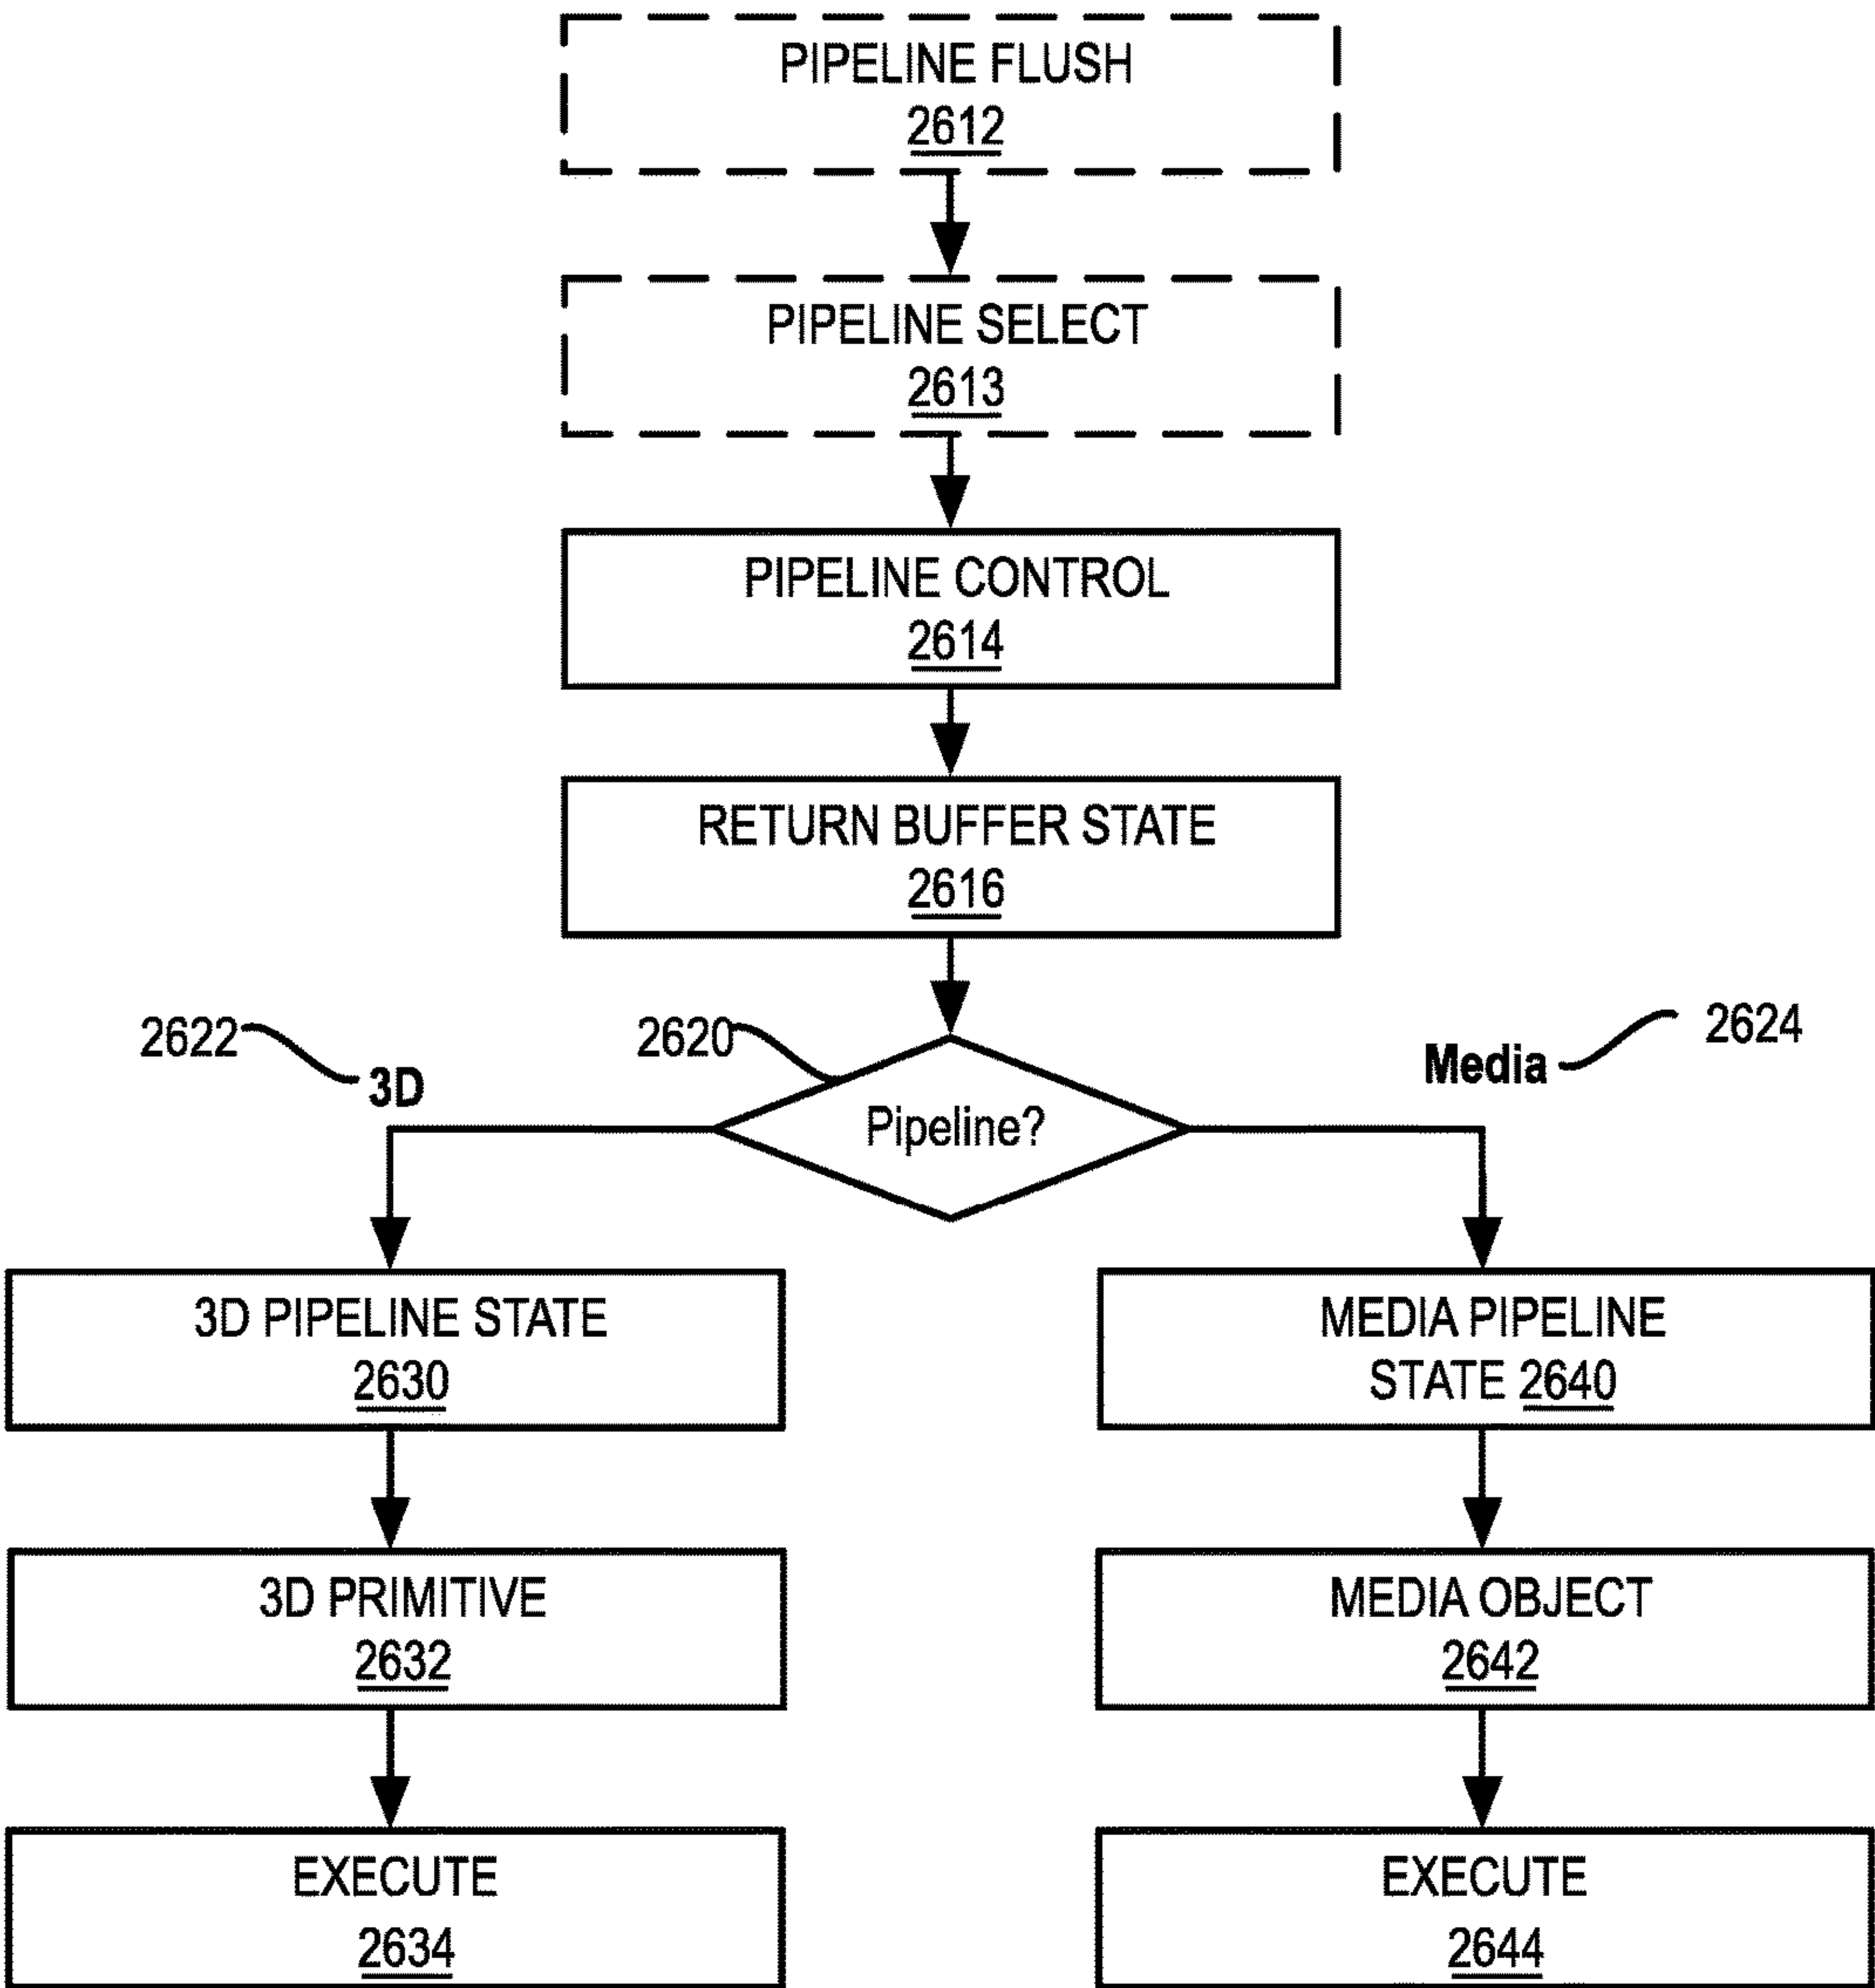 PIPELINE FLUSH
2612
PIPELINE SELECT
2613
PIPELINE CONTROL
2614
RETURN BUFFER STATE
2616
2622
3D
2620
Pipeline?
Media
2624
3D PIPELINE STATE
2630
MEDIA PIPELINE
STATE 2640
3D PRIMITIVE
2632
MEDIA OBJECT
2642
EXECUTE
2634
EXECUTE
2644